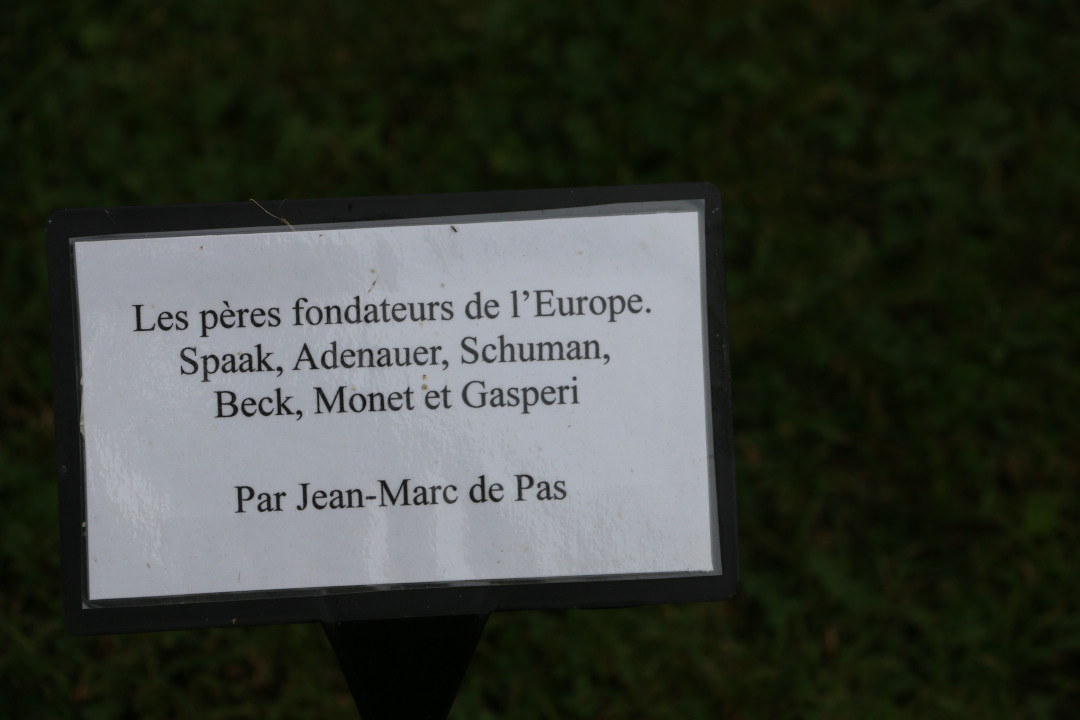 Les pères fondateurs de l’Europe.
Spaak, Adenauer, Schuman,
Beck, Monet et Gasperi
Par Jean-Marc de Pas